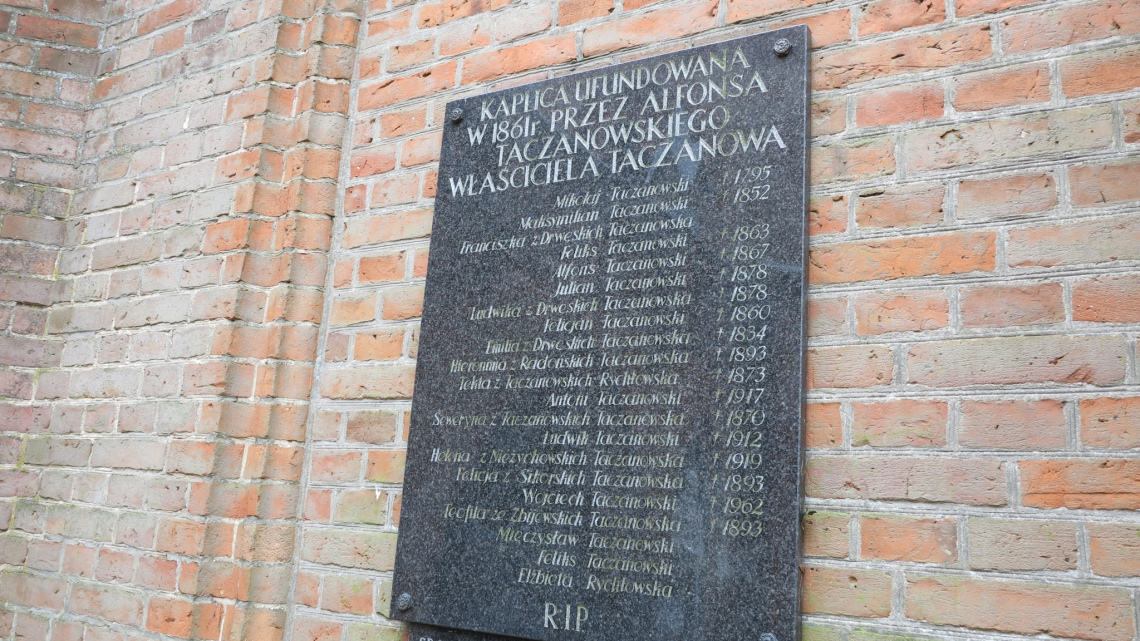 KAPLICA UFUNDOWANA
W 1861r. PRZEZ ALFONSA
TACZANOWSKIEGO
WŁAŚCICIELA TACZANOWA
Mikołaj Taczanowski † 1795
Maksymilian Taczanowski † 1852
Franciszka z Drweskich Taczanowska
Feliks Taczanowski † 1863
Alfons Taczanowski † 1867
Julian Taczanowski † 1878
Ludwika z Drweskich Taczanowska † 1878
Felicjan Taczanowski † 1860
Emilia z Drweskich Taczanowska † 1834
Hieronima z Radońskich Taczanowska † 1893
Tekla z Taczanowskich Rychłowska † 1873
Antoni Taczanowski † 1917
Seweryna z Taczanowskich Taczanowska † 1870
Ludwik Taczanowski † 1912
Helena z Niezychowskich Taczanowska † 1919
Felicja z Sikorskich Taczanowska † 1893
Wojciech Taczanowski † 1962
Teofila ze Zbijewskich Taczanowska † 1893
Mieczysław Taczanowski
Feliks Taczanowski
Elżbieta Rychłowska
R.I.P